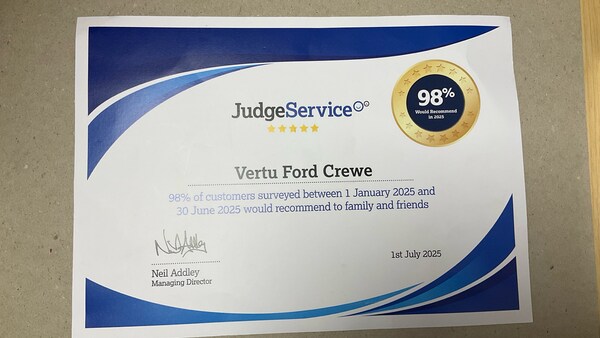 JudgeService
98%
Would Recommend
in 2025
Vertu Ford Crewe
98% of customers surveyed between 1 January 2025 and
30 June 2025 would recommend to family and friends
1st July 2025
Neil Addley
Managing Director